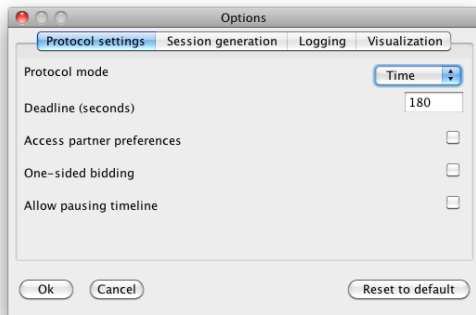 Options
Protocol settings Session generation Logging Visualization
Protocol mode Time
Deadline (seconds) 180
Access partner preferences
One-sided bidding
Allow pausing timeline
Ok Cancel Reset to default